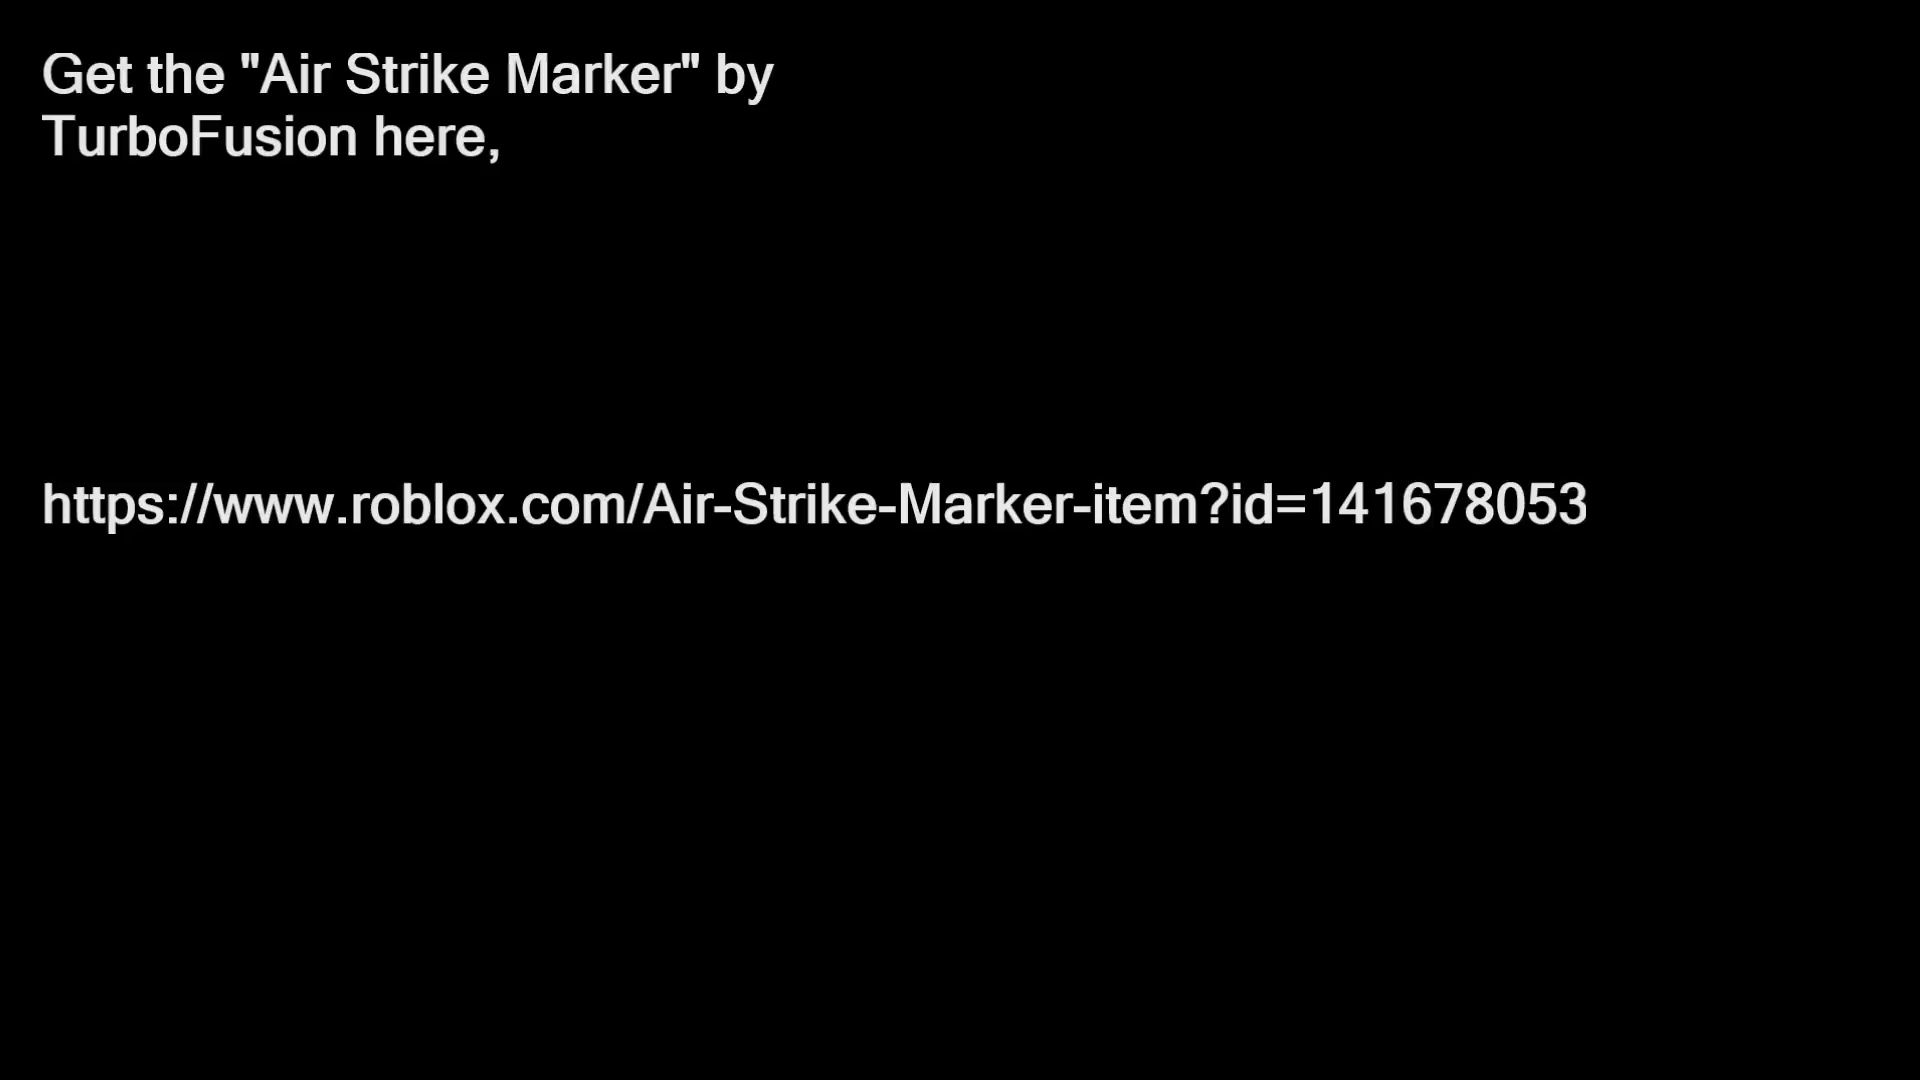 Get the "Air Strike Marker" by
TurboFusion here,
https://www.roblox.com/Air-Strike-Marker-item?id=141678053